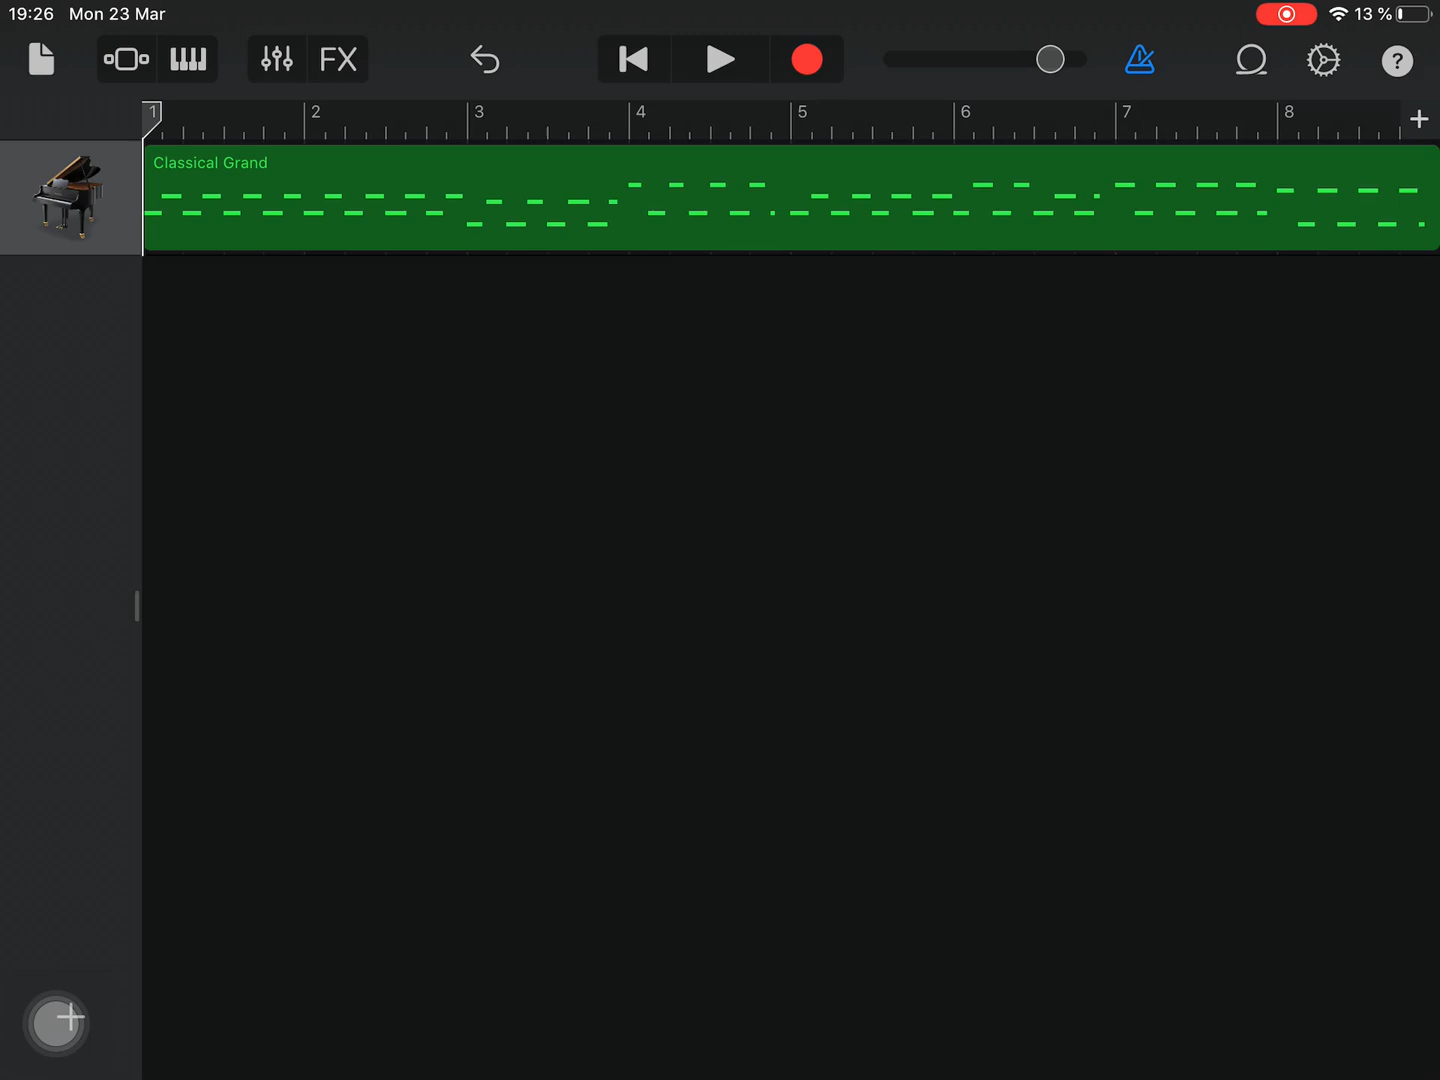 19:26 Mon 23 Mar
13 %
FX
?
1 2 3 4 5 6 7 8 +
Classical Grand
+